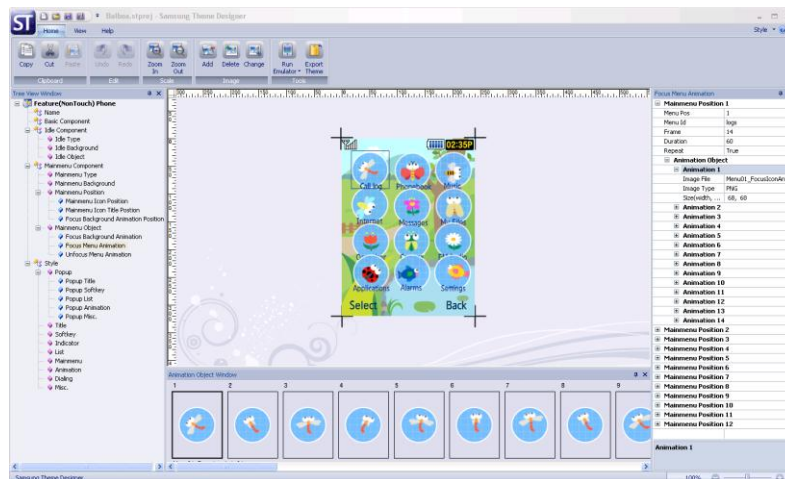 ST
flatbea.stproj - Samsung Theme Designer
Home View Help
Style
Copy Cut Paste Undo Redo Zoom In Zoom Out Add Delete Change Run Emulator Export Theme
Clipboard Edit Scale Image Tools
Tree View Window
Feature(NonTouch) Phone
Name
Basic Component
Idle Component
Idle Type
Idle Background
Idle Object
Mainmenu Component
Mainmenu Type
Mainmenu Background
Mainmenu Position
Mainmenu Icon Position
Mainmenu Icon Title Position
Focus Background Animation Position
Mainmenu Object
Focus Background Animation
Focus Menu Animation
Unfocus Menu Animation
Style
Popup
Popup Title
Popup Softkey
Popup List
Popup Animation
Popup Misc.
Title
Softkey
Indicator
List
Mainmenu
Animation
Dialing
Misc.
02:35P
Call log Phonebook Music
Internet Messages
Applications Alarms Settings
Select Back
Animation Object Window
1 2 3 4 5 6 7 8 9
Focus Menu Animation
Mainmenu Position 1
Menu Pos 1
Menu Id logs
Frame 14
Duration 60
Repeat True
Animation Object
Animation 1
Image File Menu01_FocusIconAn
Image Type PNG
Size(width, ... 68, 60
Animation 2
Animation 3
Animation 4
Animation 5
Animation 6
Animation 7
Animation 8
Animation 9
Animation 10
Animation 11
Animation 12
Animation 13
Animation 14
Mainmenu Position 2
Mainmenu Position 3
Mainmenu Position 4
Mainmenu Position 5
Mainmenu Position 6
Mainmenu Position 7
Mainmenu Position 8
Mainmenu Position 9
Mainmenu Position 10
Mainmenu Position 11
Mainmenu Position 12
Animation 1
Samsung Theme Designer
100%